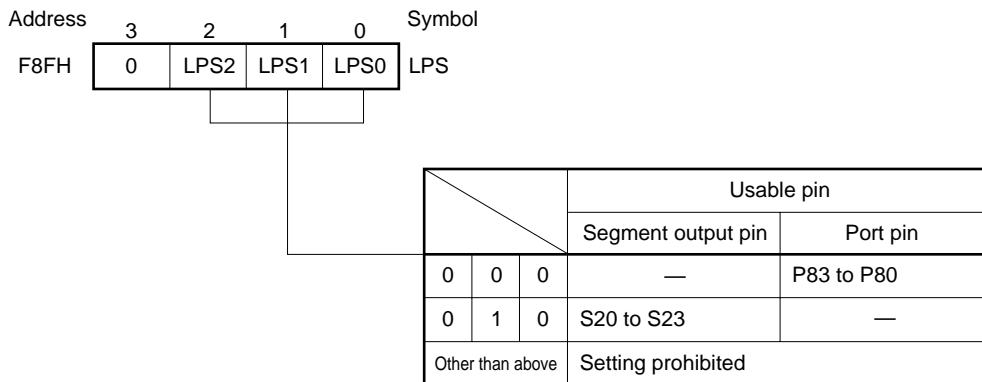 Address 3 2 1 0 Symbol
F8FH 0 LPS2 LPS1 LPS0 LPS
Usable pin
Segment output pin Port pin
0 0 0 — P83 to P80
0 1 0 S20 to S23 —
Other than above Setting prohibited